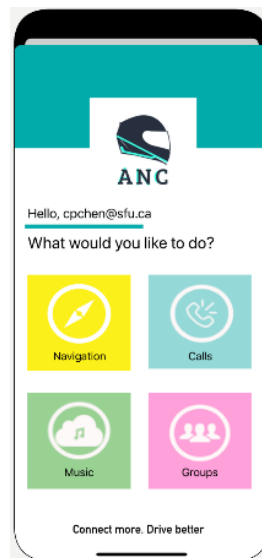 ANC
Hello, cpchen@sfu.ca
What would you like to do?
Navigation
Calls
Music
Groups
Connect more. Drive better